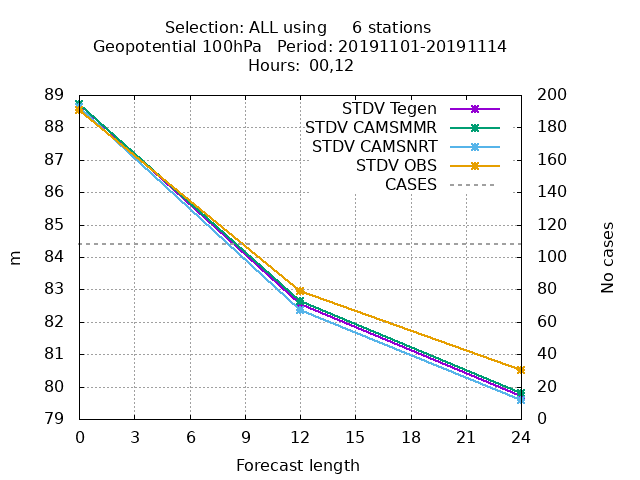 Selection: ALL using     6 stations
Geopotential 100hPa   Period: 20191101-20191114
Hours: 00,12
89 200
STDV Tegen
88 180
STDV CAMSMMR
STDV CAMSNRT
87 160
STDV OBS
CASES
86 140
85 120
84 100
m
No cases
83 80
82 60
81 40
80 20
79 0
0 3 6 9 12 15 18 21 24
Forecast length